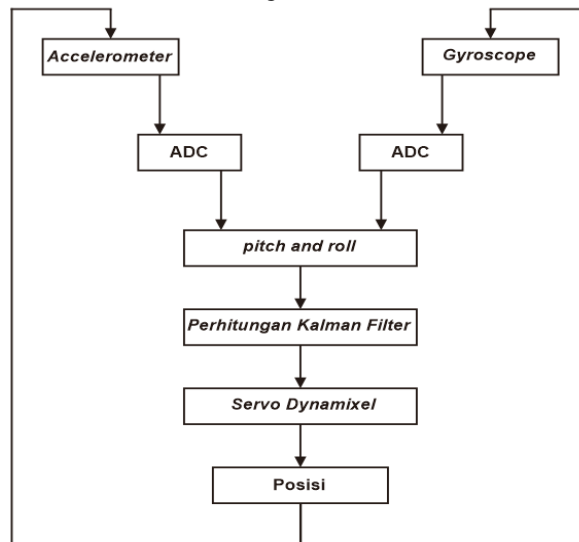 Accelerometer
Gyroscope
ADC
ADC
pitch and roll
Perhitungan Kalman Filter
Servo Dynamixel
Posisi